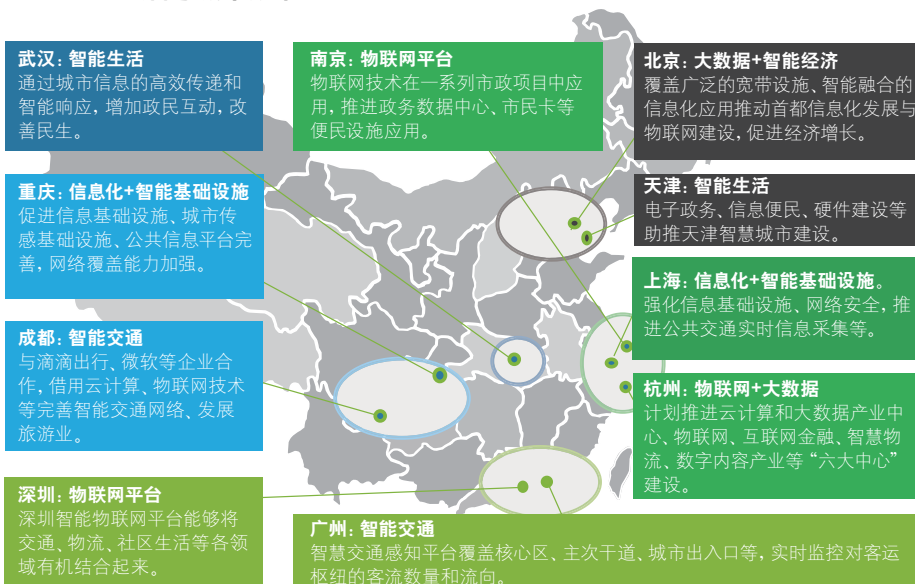 武汉：智能生活
通过城市信息的高效传递和
智能响应，增加政民互动，改
善民生。
南京：物联网平台
物联网技术在一系列市政项目中应
用，推进政务数据中心、市民卡等
便民设施应用。
北京：大数据+智能经济
覆盖广泛的宽带设施、智能融合的
信息化应用推动首都信息化发展与
物联网建设，促进经济增长。
重庆：信息化+智能基础设施
促进信息基础设施、城市传
感基础设施、公共信息平台完
善，网络覆盖能力加强。
天津：智能生活
电子政务、信息便民、硬件建设等
助推天津智慧城市建设。
上海：信息化+智能基础设施。
强化信息基础设施、网络安全，推
进公共交通实时信息采集等。
成都：智能交通
与滴滴出行、微软等企业合
作，借用云计算、物联网技术
等完善智能交通网络、发展
旅游业。
杭州：物联网+大数据
计划推进云计算和大数据产业中
心、物联网、互联网金融、智慧物
流、数字内容产业等“六大中心”
建设。
深圳：物联网平台
深圳智能物联网平台能够将
交通、物流、社区生活等各领
域有机结合起来。
广州：智能交通
智慧交通感知平台覆盖核心区、主次干道、城市出入口等，实时监控对客运
枢纽的客流数量和流向。